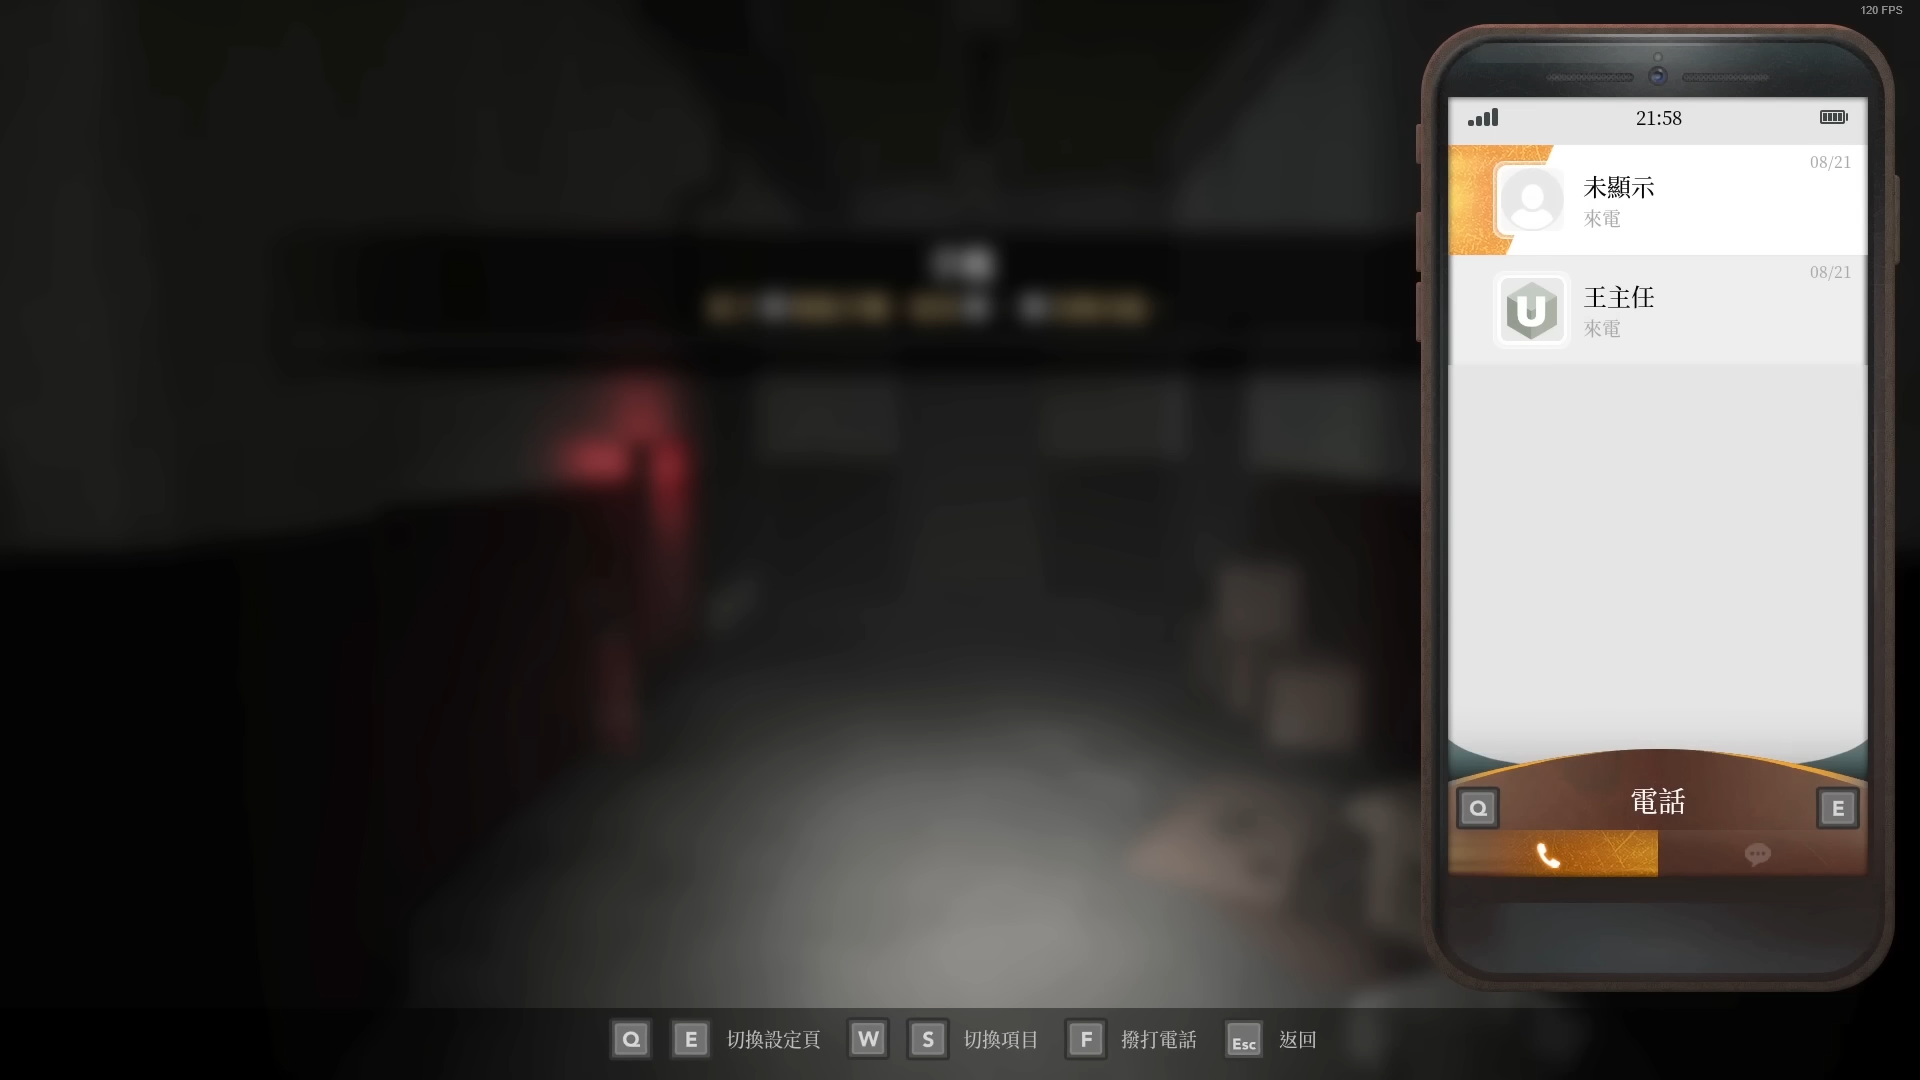 120 FPS
21:58
08/21
未顯示
來電
08/21
U
王主任
來電
Q 電話 E
Q E 切換設定頁 W S 切換項目 F 撥打電話 Esc 返回